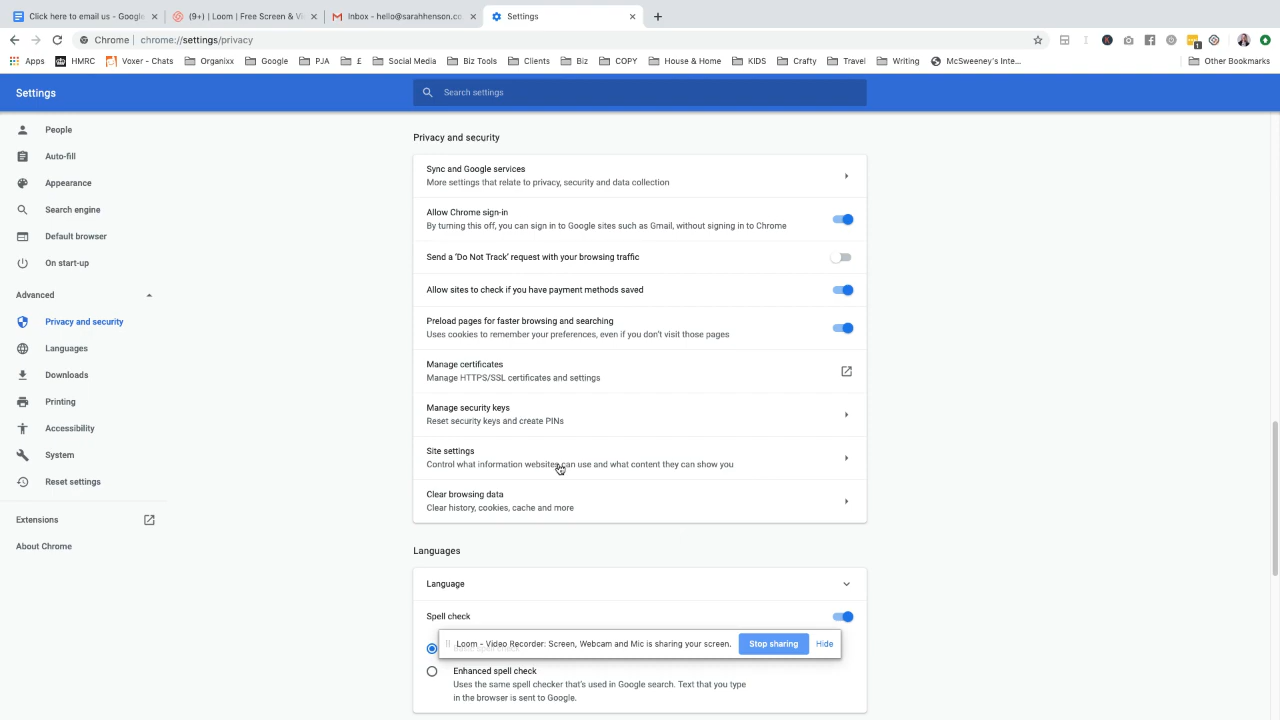 Click here to email us - Google
(9+) | Loom | Free Screen & Vi
Inbox - hello@sarahhenson.co
Settings
Chrome
chrome://settings/privacy
Apps
HMRC
Voxer - Chats
Organixx
Google
PJA
£
Social Media
Biz Tools
Clients
Biz
COPY
House & Home
KIDS
Crafty
Travel
Writing
McSweeney's Inte...
Other Bookmarks
Settings
Search settings
People
Auto-fill
Appearance
Search engine
Default browser
On start-up
Advanced
Privacy and security
Languages
Downloads
Printing
Accessibility
System
Reset settings
Extensions
About Chrome
Privacy and security
Sync and Google services
More settings that relate to privacy, security and data collection
Allow Chrome sign-in
By turning this off, you can sign in to Google sites such as Gmail, without signing in to Chrome
Send a 'Do Not Track' request with your browsing traffic
Allow sites to check if you have payment methods saved
Preload pages for faster browsing and searching
Uses cookies to remember your preferences, even if you don't visit those pages
Manage certificates
Manage HTTPS/SSL certificates and settings
Manage security keys
Reset security keys and create PINs
Site settings
Control what information websites can use and what content they can show you
Clear browsing data
Clear history, cookies, cache and more
Languages
Language
Spell check
Loom - Video Recorder: Screen, Webcam and Mic is sharing your screen.
Stop sharing
Hide
Enhanced spell check
Uses the same spell checker that's used in Google search. Text that you type
in the browser is sent to Google.